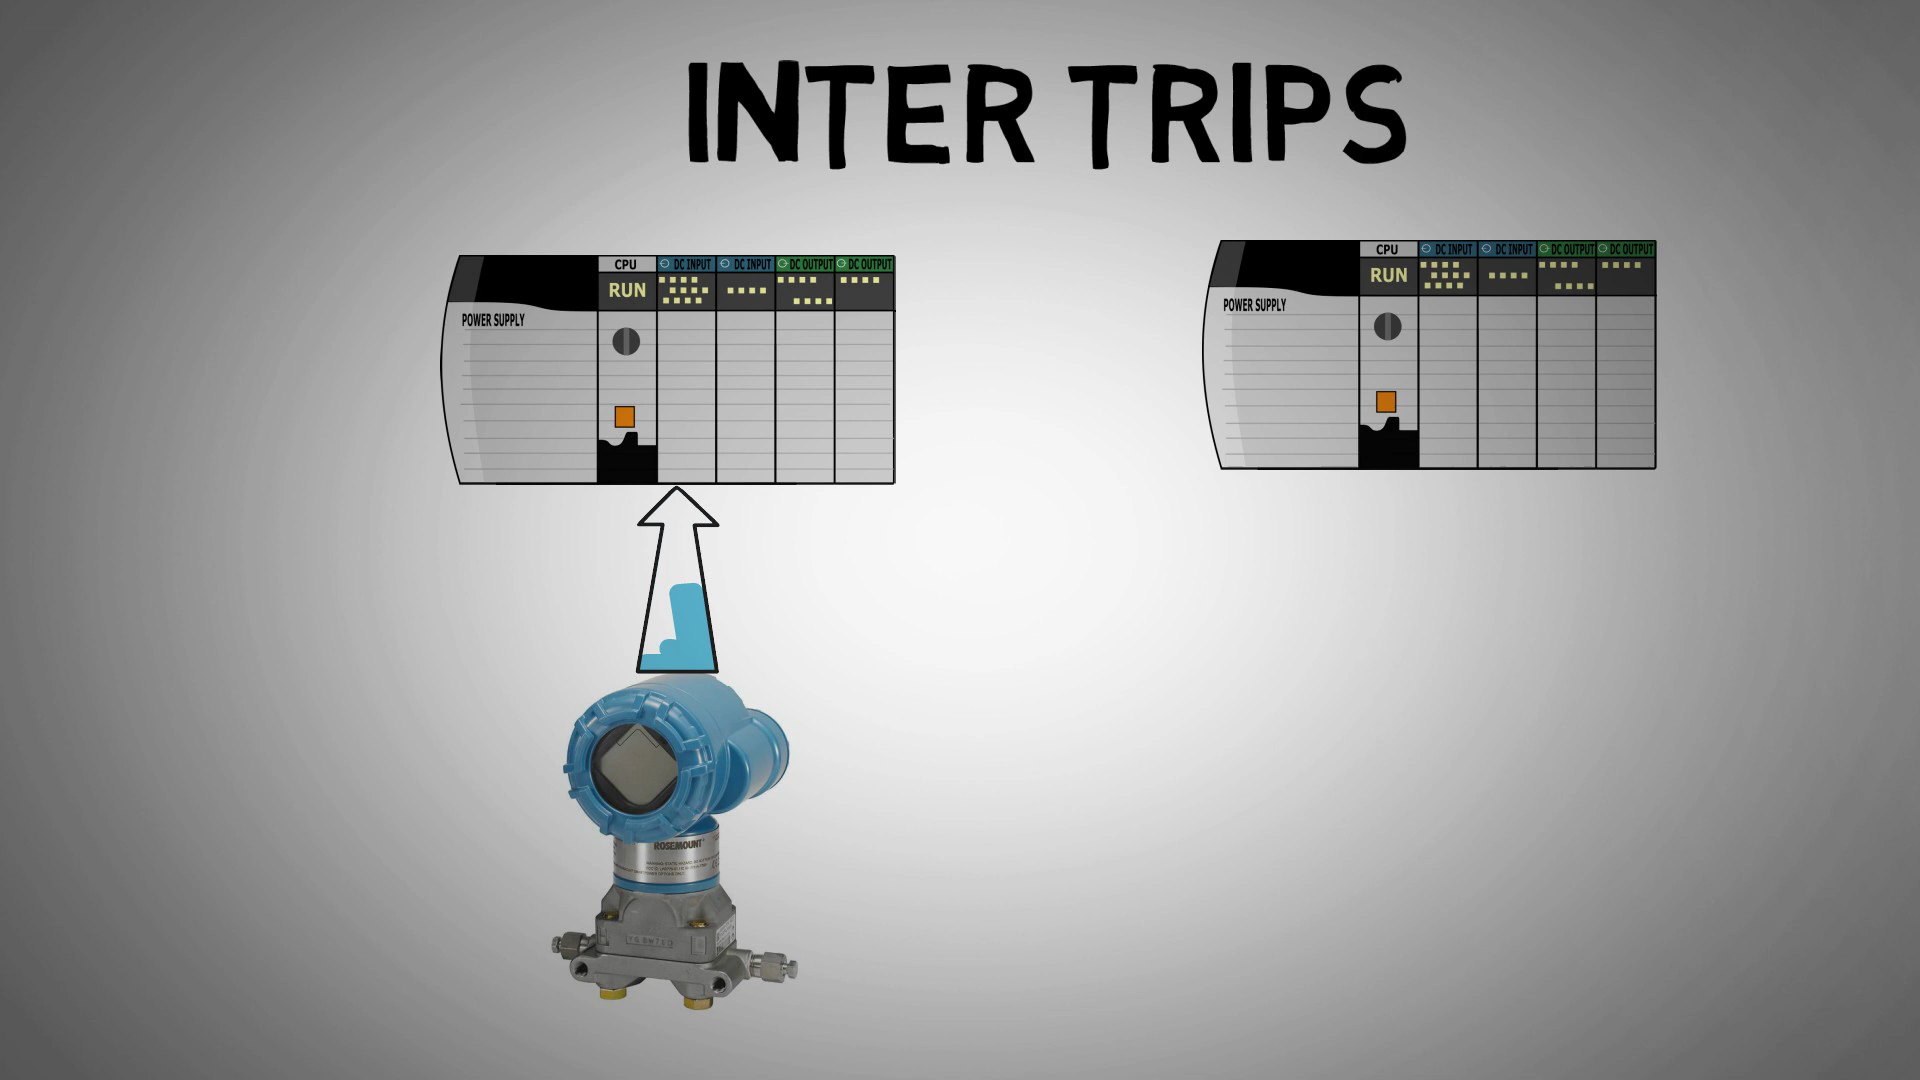 INTER TRIPS
CPU DC INPUT DC INPUT DC OUTPUT DC OUTPUT
RUN
POWER SUPPLY
CPU DC INPUT DC INPUT DC OUTPUT DC OUTPUT
RUN
POWER SUPPLY
ROSEMOUNT